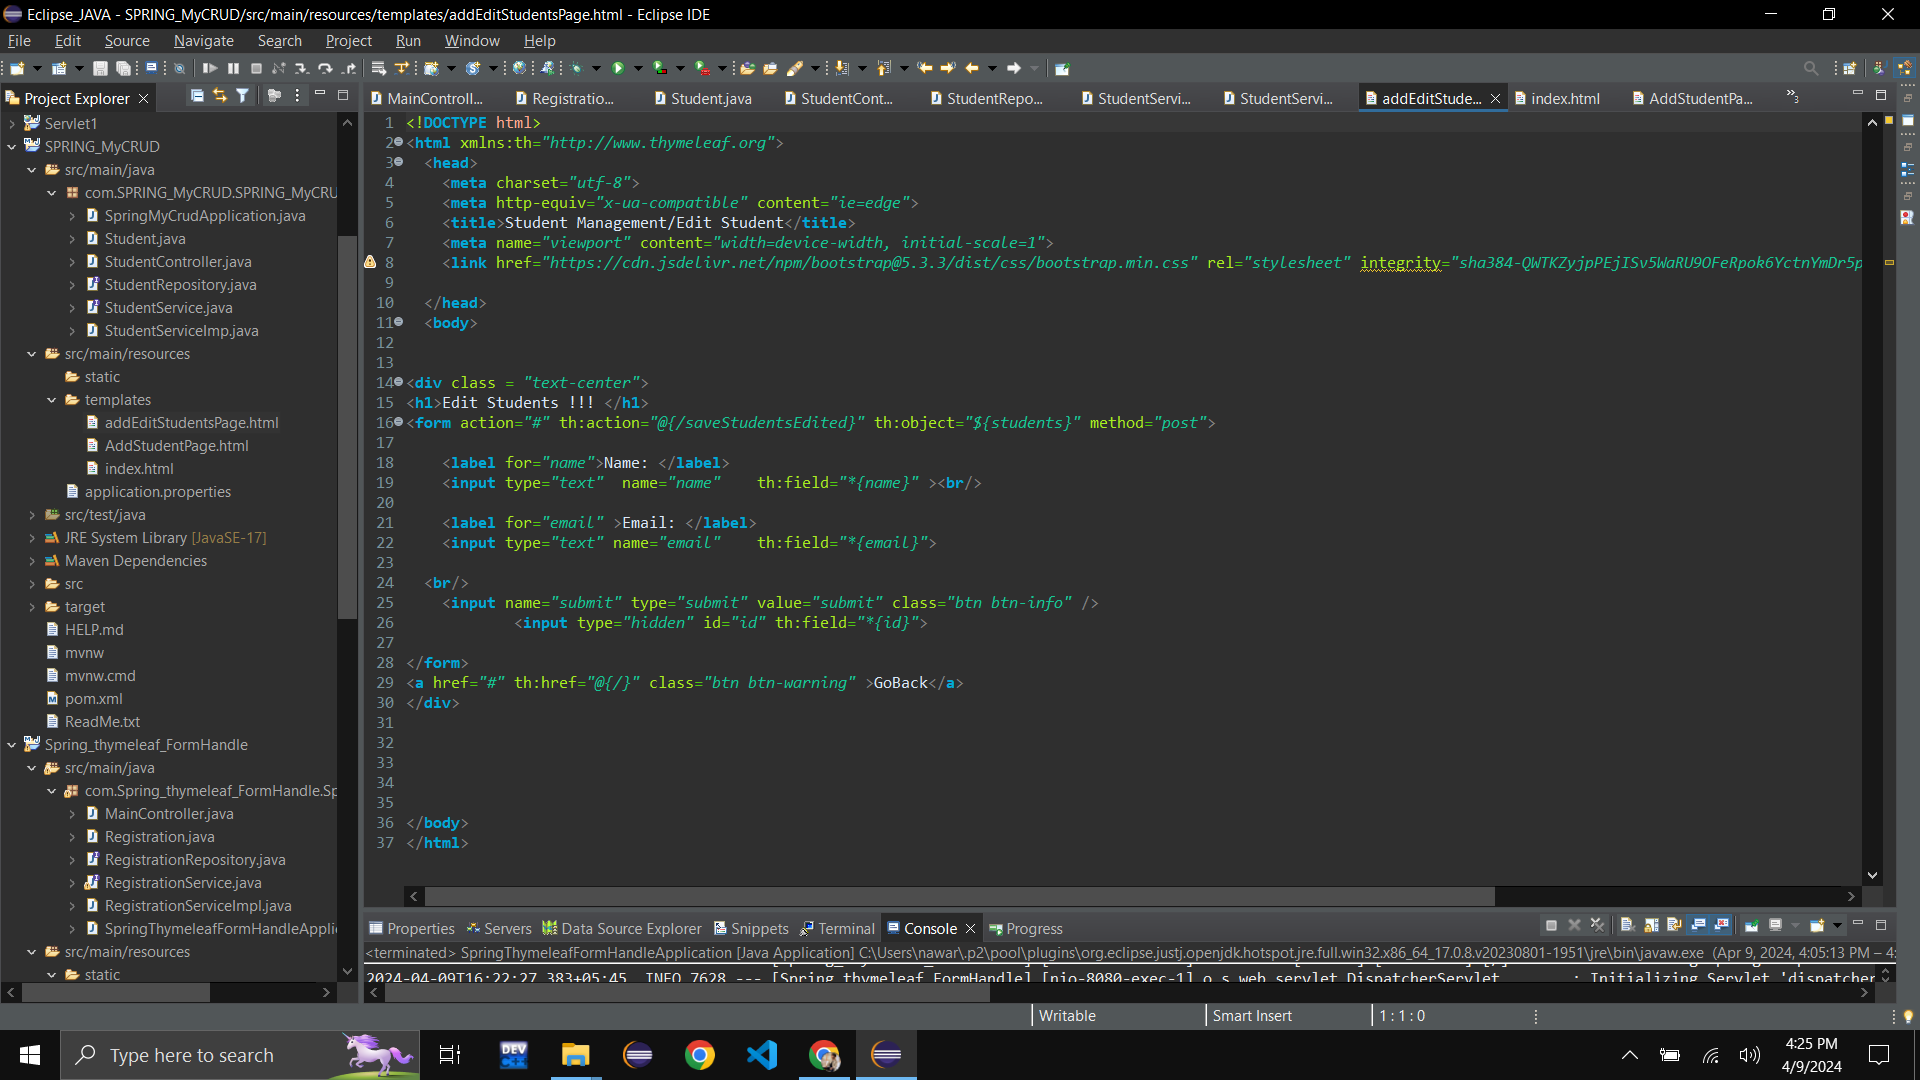 Eclipse_JAVA - SPRING_MyCRUD/src/main/resources/templates/addEditStudentsPage.html - Eclipse IDE
File Edit Source Navigate Search Project Run Window Help
Project Explorer
MainControll... Registratio... Student.java StudentCont... StudentRepo... StudentServi... StudentServi... addEditStude... index.html AddStudentPa... »3
Servlet1
SPRING_MyCRUD
src/main/java
com.SPRING_MyCRUD.SPRING_MyCRU
SpringMyCrudApplication.java
Student.java
StudentController.java
StudentRepository.java
StudentService.java
StudentServiceImp.java
src/main/resources
static
templates
addEditStudentsPage.html
AddStudentPage.html
index.html
application.properties
src/test/java
JRE System Library [JavaSE-17]
Maven Dependencies
src
target
HELP.md
mvnw
mvnw.cmd
pom.xml
ReadMe.txt
Spring_thymeleaf_FormHandle
src/main/java
com.Spring_thymeleaf_FormHandle.Sp
MainController.java
Registration.java
RegistrationRepository.java
RegistrationService.java
RegistrationServiceImpl.java
SpringThymeleafFormHandleAppli
src/main/resources
static
1 <!DOCTYPE html>
2 <html xmlns:th="http://www.thymeleaf.org">
3 <head>
4 <meta charset="utf-8">
5 <meta http-equiv="x-ua-compatible" content="ie=edge">
6 <title>Student Management/Edit Student</title>
7 <meta name="viewport" content="width=device-width, initial-scale=1">
8 <link href="https://cdn.jsdelivr.net/npm/bootstrap@5.3.3/dist/css/bootstrap.min.css" rel="stylesheet" integrity="sha384-QWTKZyjpPEjISv5WaRU9OFeRpok6YctnYmDr5p
9
10 </head>
11 <body>
12
13
14 <div class = "text-center">
15 <h1>Edit Students !!! </h1>
16 <form action="#" th:action="@{/saveStudentsEdited}" th:object="${students}" method="post">
17
18 <label for="name">Name: </label>
19 <input type="text" name="name" th:field="*{name}" ><br/>
20
21 <label for="email" >Email: </label>
22 <input type="text" name="email" th:field="*{email}">
23
24 <br/>
25 <input name="submit" type="submit" value="submit" class="btn btn-info" />
26 <input type="hidden" id="id" th:field="*{id}">
27
28 </form>
29 <a href="#" th:href="@{/}" class="btn btn-warning" >GoBack</a>
30 </div>
31
32
33
34
35
36 </body>
37 </html>
Properties Servers Data Source Explorer Snippets Terminal Console Progress
<terminated> SpringThymeleafFormHandleApplication [Java Application] C:\Users\nawar\.p2\pool\plugins\org.eclipse.justj.openjdk.hotspot.jre.full.win32.x86_64_17.0.8.v20230801-1951\jre\bin\javaw.exe (Apr 9, 2024, 4:05:13 PM – 4:
2024-04-09T16:22:27.383+05:45 INFO 7628 --- [Spring_thymeleaf_FormHandle] [nio-8080-exec-1] o.s.web.servlet.DispatcherServlet : Initializing Servlet 'dispatcher
Writable Smart Insert 1 : 1 : 0
Type here to search
DEV
C++
4:25 PM
4/9/2024